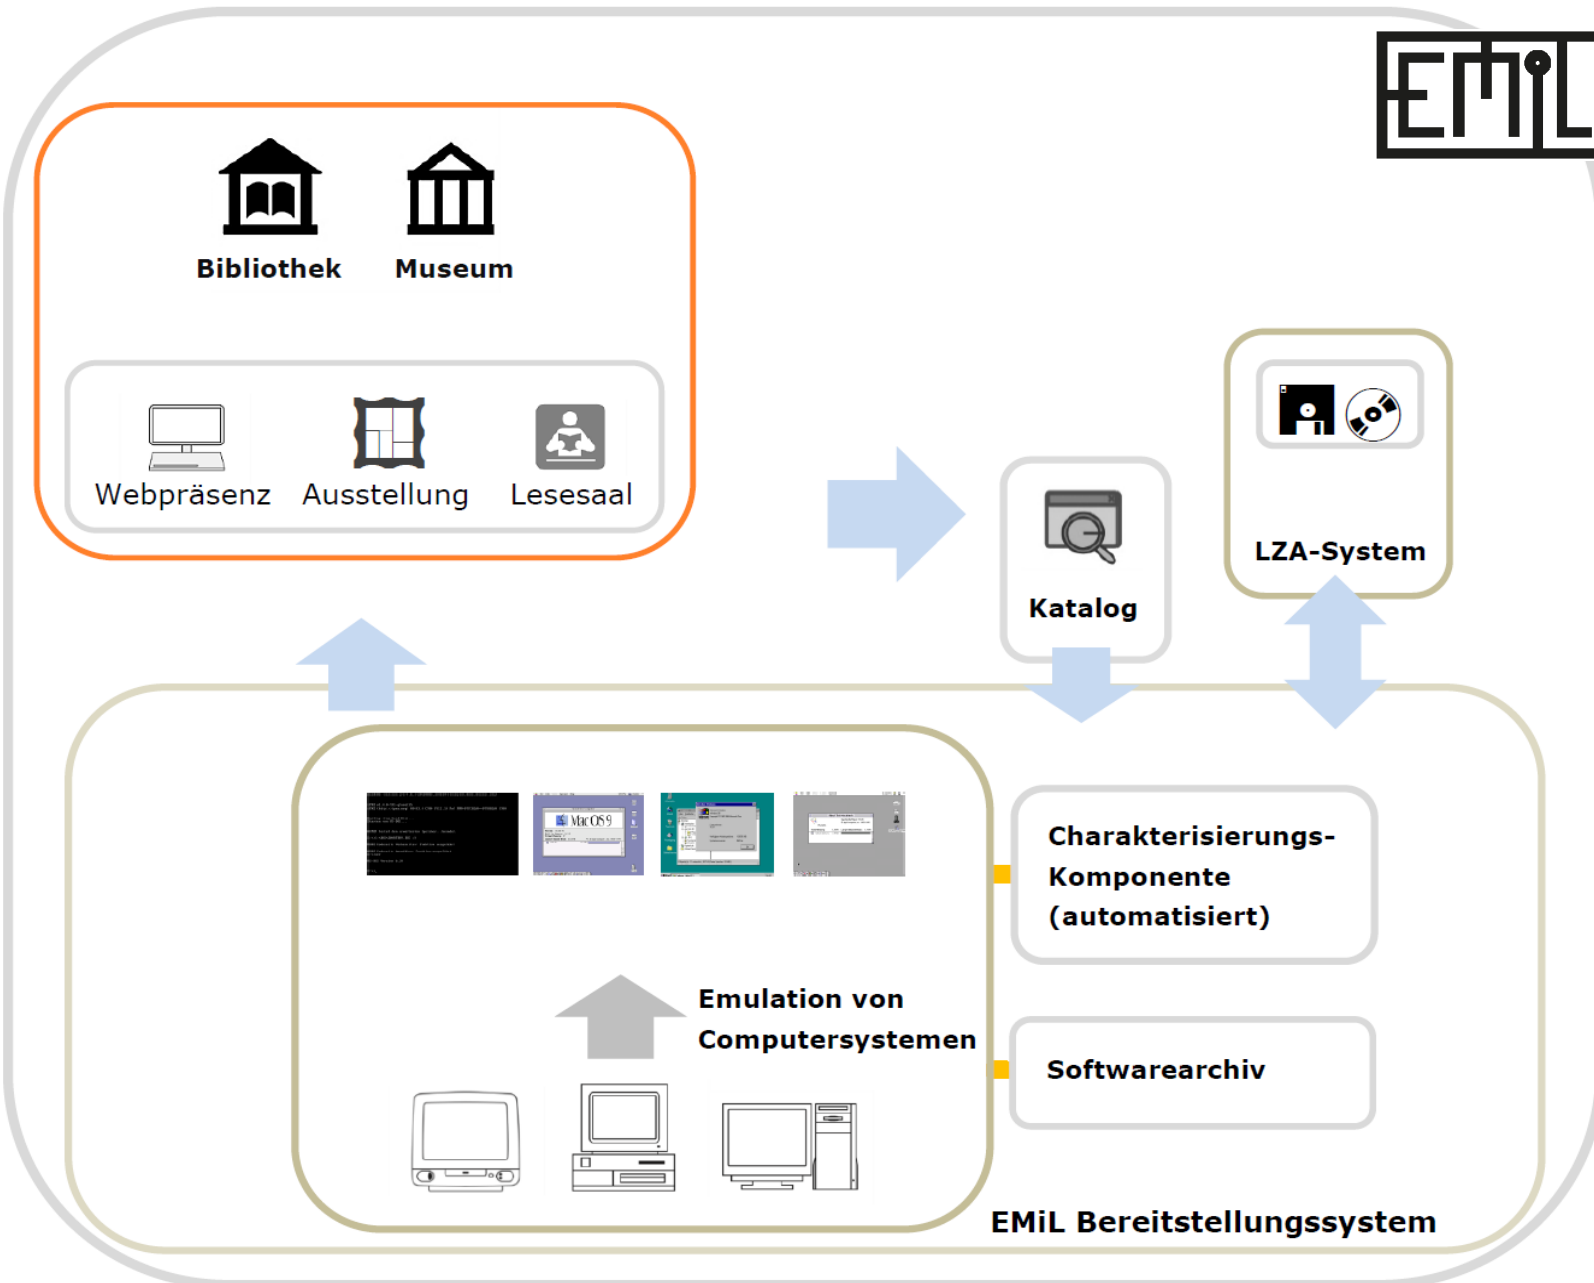 EMiL
Bibliothek
Museum
Webpräsenz
Ausstellung
Lesesaal
LZA-System
Katalog
Mac OS 9
Charakterisierungs-
Komponente
(automatisiert)
Emulation von
Computersystemen
Softwarearchiv
EMiL Bereitstellungssystem